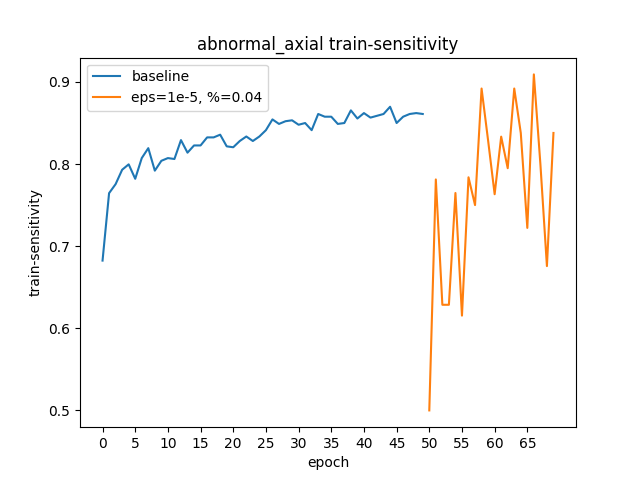 abnormal_axial train-sensitivity
baseline
eps=1e-5, %=0.04
train-sensitivity
0.9
0.8
0.7
0.6
0.5
0 5 10 15 20 25 30 35 40 45 50 55 60 65
epoch